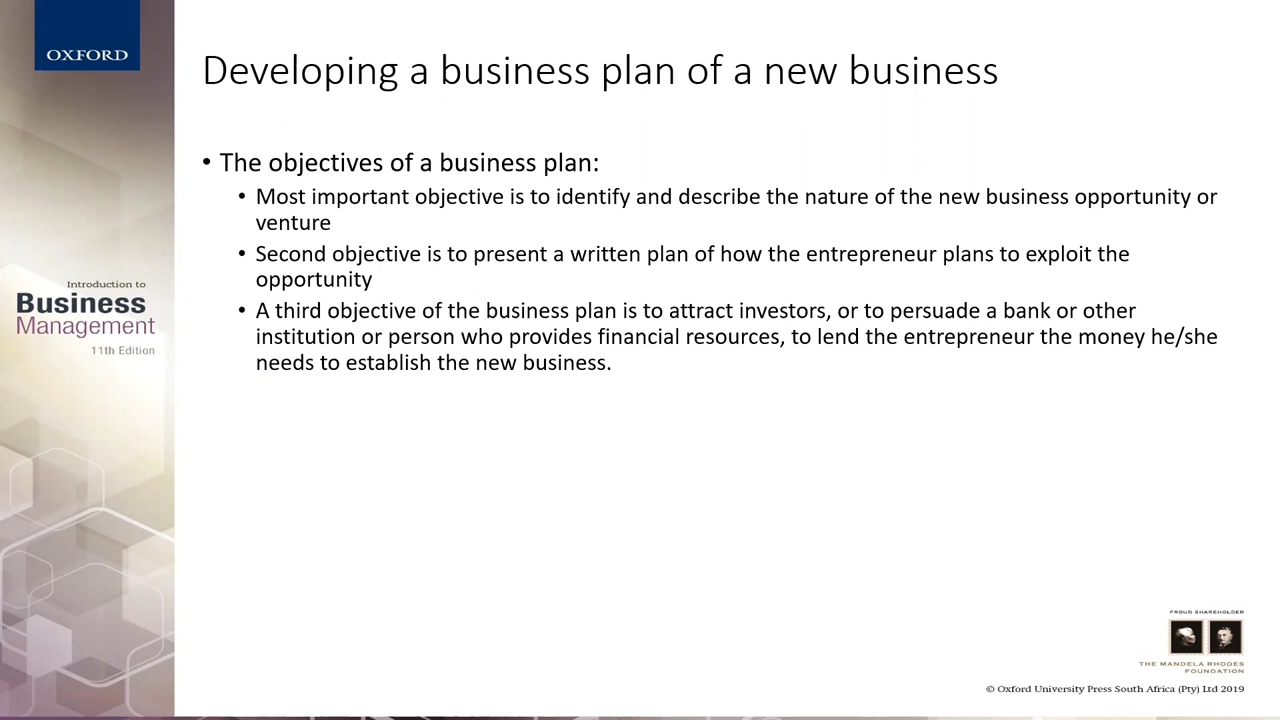 OXFORD
Developing a business plan of a new business
• The objectives of a business plan:
• Most important objective is to identify and describe the nature of the new business opportunity or
venture
• Second objective is to present a written plan of how the entrepreneur plans to exploit the
opportunity
• A third objective of the business plan is to attract investors, or to persuade a bank or other
institution or person who provides financial resources, to lend the entrepreneur the money he/she
needs to establish the new business.
Introduction to
Business
Management
11th Edition
PROUD SHAREHOLDER
THE MANDELA RHODES
FOUNDATION
© Oxford University Press South Africa (Pty) Ltd 2019